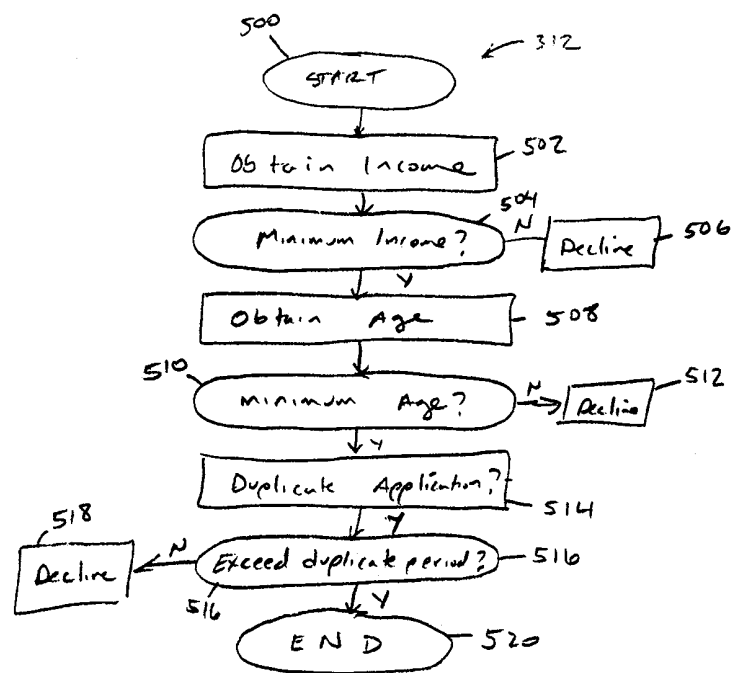 500
312
START
502
Obtain Income
504
Minimum Income?
N
Decline
506
Y
Obtain Age
508
510
Minimum Age?
N
Decline
512
Y
Duplicate Application?
514
Y
518
Decline
N
Exceed duplicate period?
516
516
Y
END
520